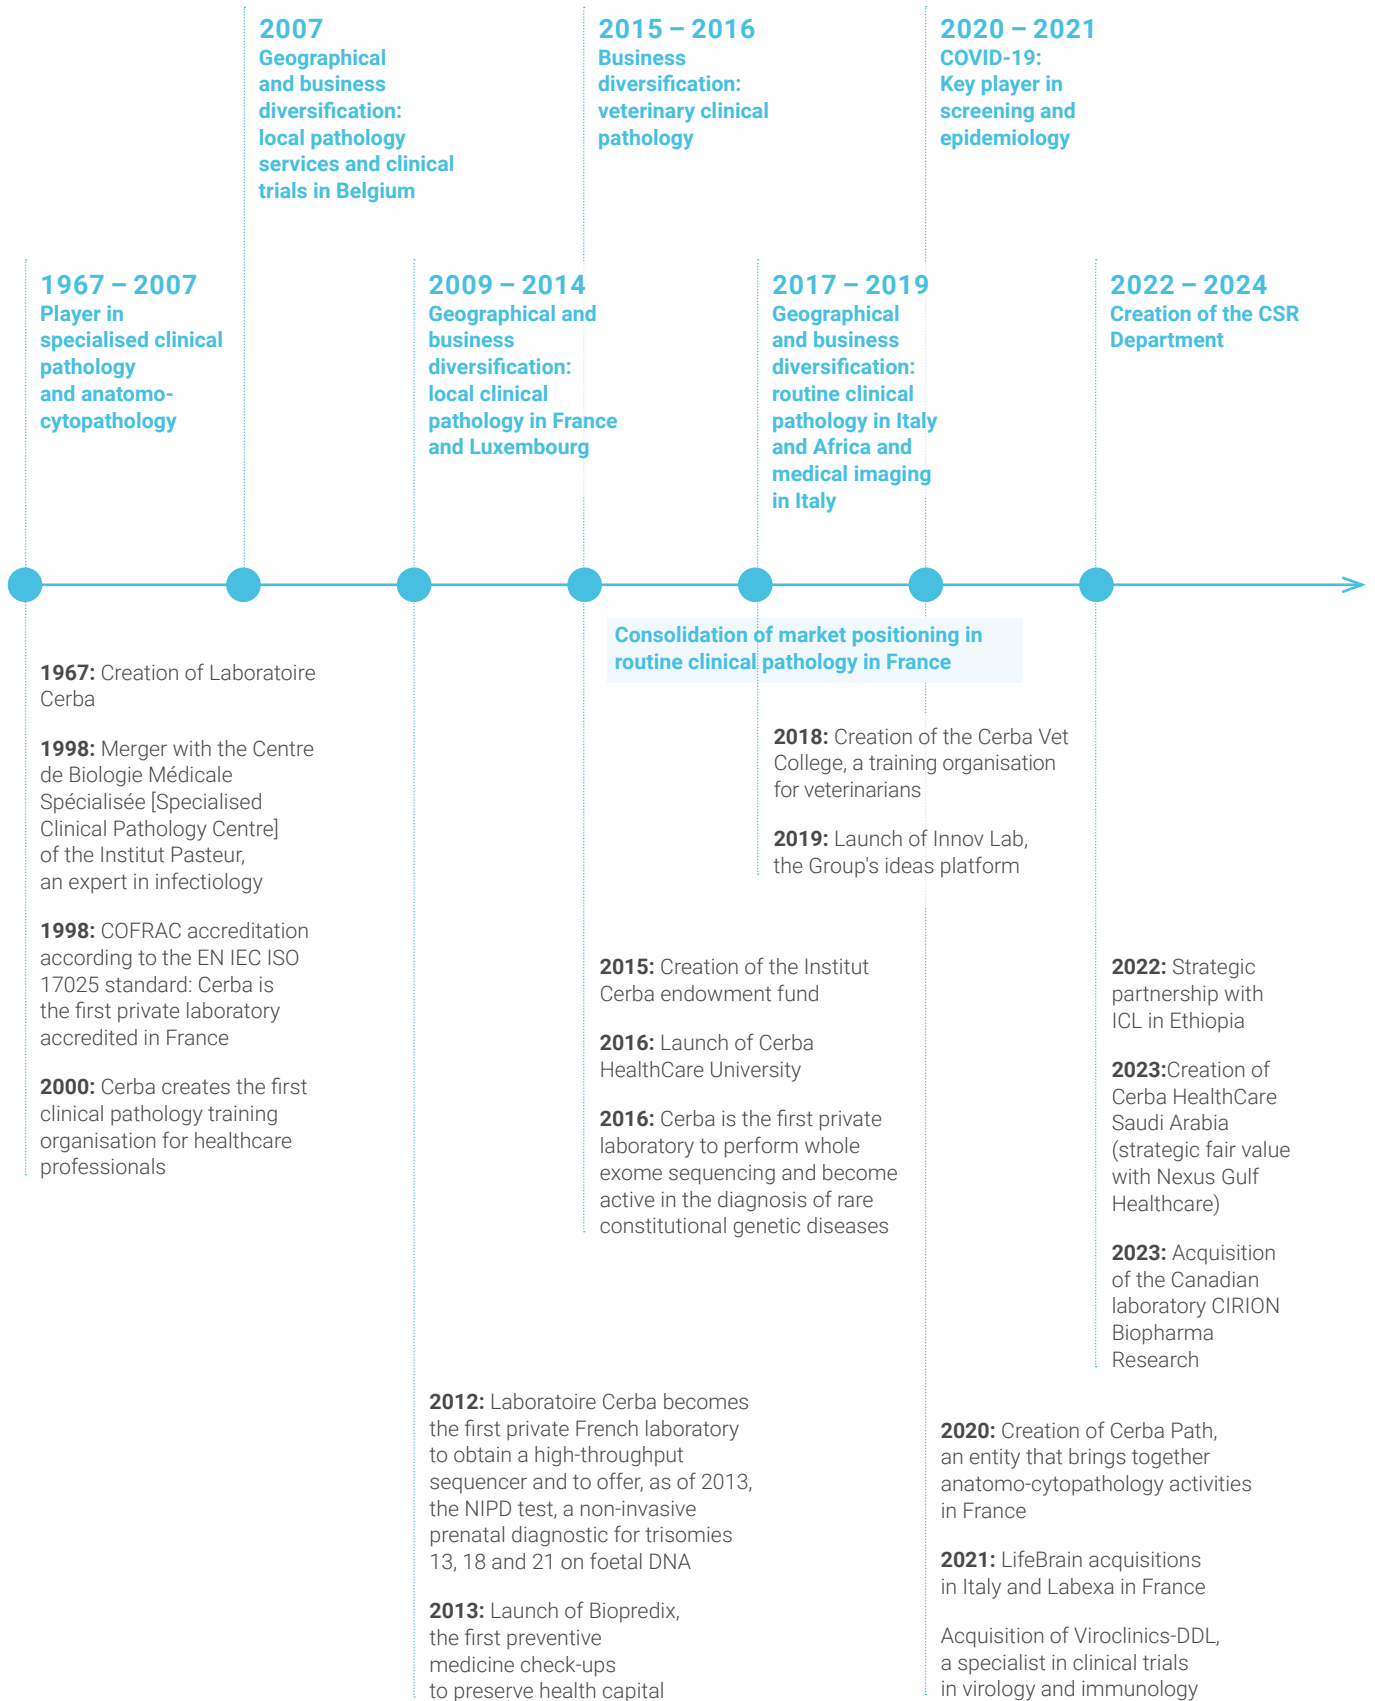 2007
Geographical
and business
diversification:
local pathology
services and clinical
trials in Belgium
2015 – 2016
Business
diversification:
veterinary clinical
pathology
2020 – 2021
COVID-19:
Key player in
screening and
epidemiology
1967 – 2007
Player in
specialised clinical
pathology
and anatomo-
cytopathology
2009 – 2014
Geographical and
business
diversification:
local clinical
pathology in France
and Luxembourg
2017 – 2019
Geographical
and business
diversification:
routine clinical
pathology in Italy
and Africa and
medical imaging
in Italy
2022 – 2024
Creation of the CSR
Department
Consolidation of market positioning in
routine clinical pathology in France
1967: Creation of Laboratoire
Cerba
1998: Merger with the Centre
de Biologie Médicale
Spécialisée [Specialised
Clinical Pathology Centre]
of the Institut Pasteur,
an expert in infectiology
1998: COFRAC accreditation
according to the EN IEC ISO
17025 standard: Cerba is
the first private laboratory
accredited in France
2000: Cerba creates the first
clinical pathology training
organisation for healthcare
professionals
2018: Creation of the Cerba Vet
College, a training organisation
for veterinarians
2019: Launch of Innov Lab,
the Group's ideas platform
2015: Creation of the Institut
Cerba endowment fund
2016: Launch of Cerba
HealthCare University
2016: Cerba is the first private
laboratory to perform whole
exome sequencing and become
active in the diagnosis of rare
constitutional genetic diseases
2022: Strategic
partnership with
ICL in Ethiopia
2023:Creation of
Cerba HealthCare
Saudi Arabia
(strategic fair value
with Nexus Gulf
Healthcare)
2023: Acquisition
of the Canadian
laboratory CIRION
Biopharma
Research
2012: Laboratoire Cerba becomes
the first private French laboratory
to obtain a high-throughput
sequencer and to offer, as of 2013,
the NIPD test, a non-invasive
prenatal diagnostic for trisomies
13, 18 and 21 on foetal DNA
2013: Launch of Biopredix,
the first preventive
medicine check-ups
to preserve health capital
2020: Creation of Cerba Path,
an entity that brings together
anatomo-cytopathology activities
in France
2021: LifeBrain acquisitions
in Italy and Labexa in France
Acquisition of Viroclinics-DDL,
a specialist in clinical trials
in virology and immunology